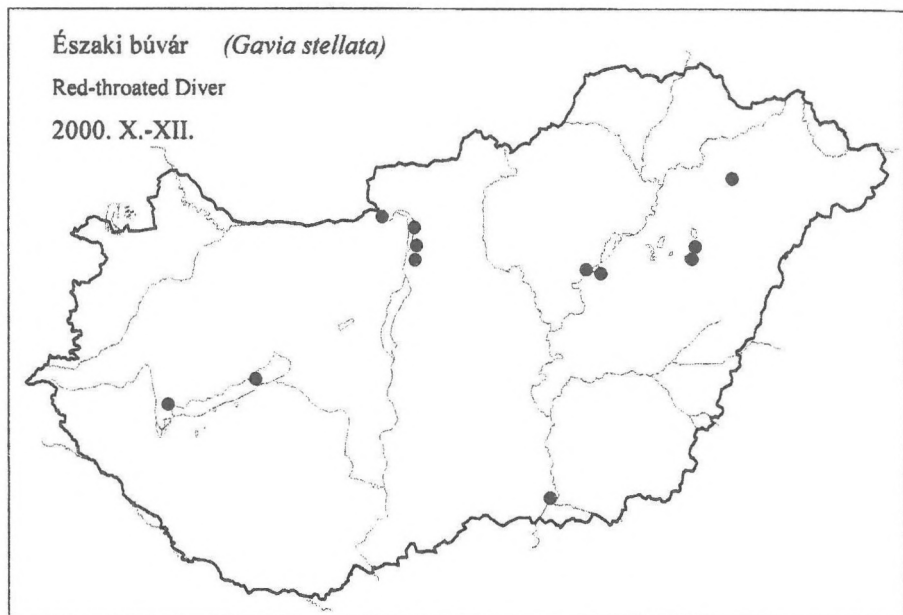 Északi búvár (Gavia stellata)
Red-throated Diver
2000. X.-XII.